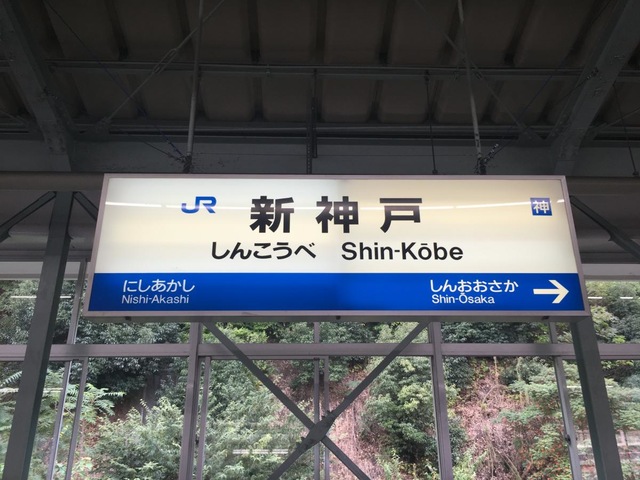 JR 新神戸 神
しんこうべ Shin-Kōbe
にしあかし しんおおさか →
Nishi-Akashi Shin-Ōsaka